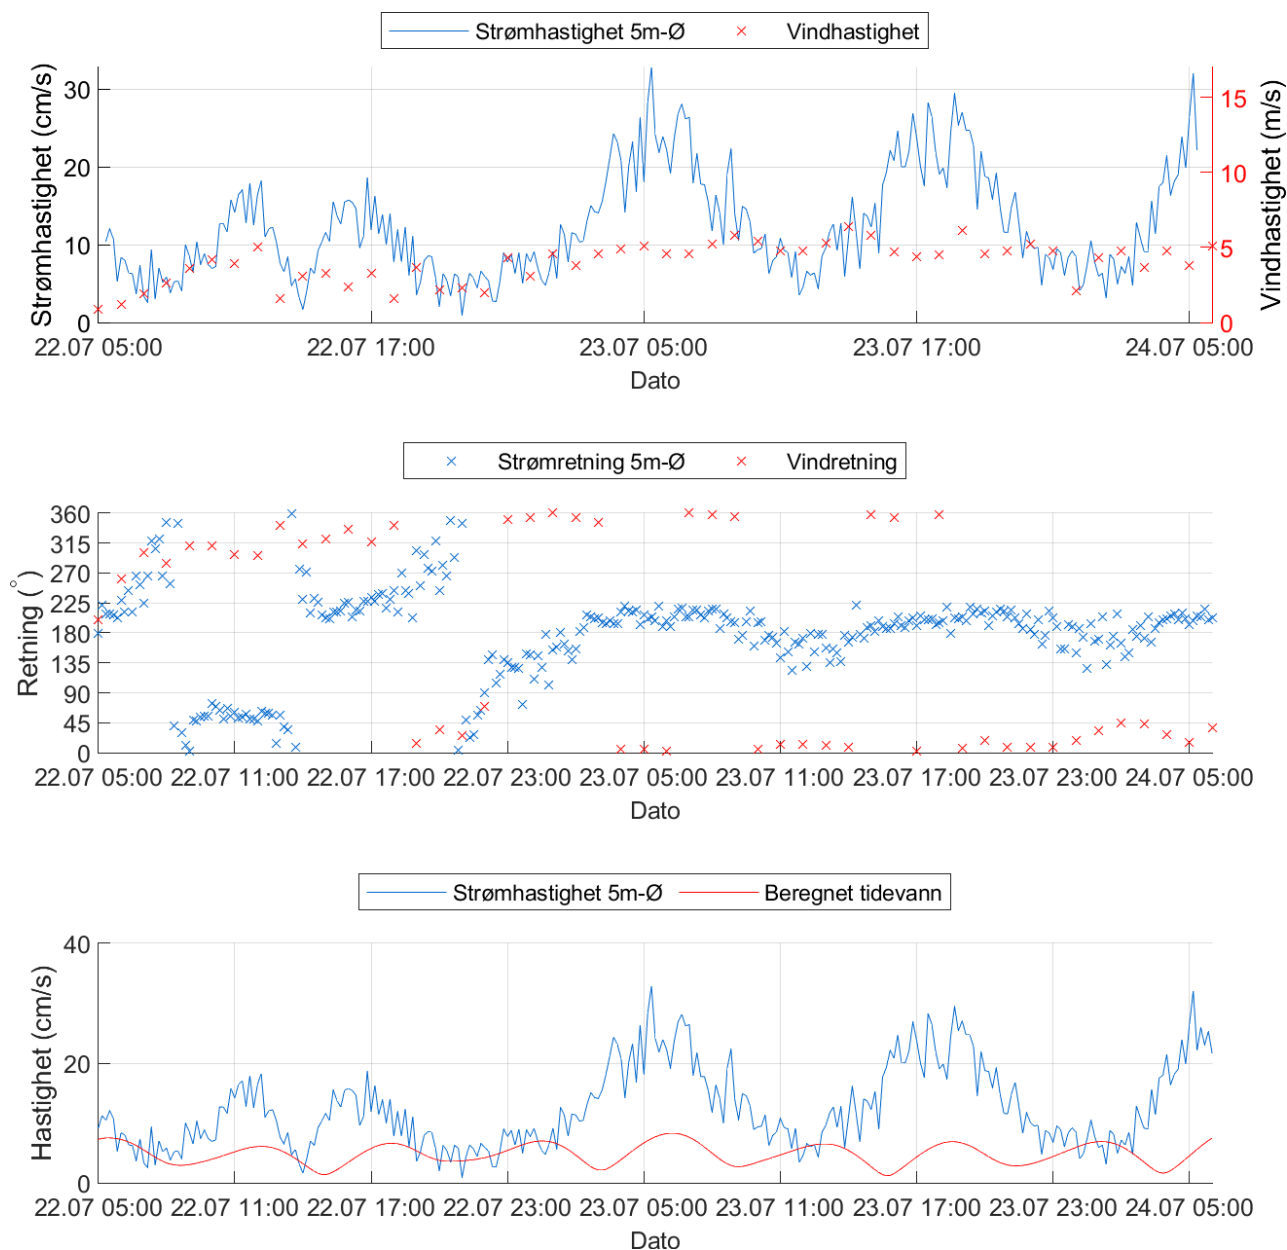 Strømhastighet 5m-Ø Vindhastighet
Strømhastighet (cm/s)
30
20
10
0
Vindhastighet (m/s)
15
10
5
0
22.07 05:00 22.07 17:00 23.07 05:00 23.07 17:00 24.07 05:00
Dato
Strømretning 5m-Ø Vindretning
Retning (°)
360
315
270
225
180
135
90
45
0
22.07 05:00 22.07 11:00 22.07 17:00 22.07 23:00 23.07 05:00 23.07 11:00 23.07 17:00 23.07 23:00 24.07 05:00
Dato
Strømhastighet 5m-Ø Beregnet tidevann
Hastighet (cm/s)
40
20
0
22.07 05:00 22.07 11:00 22.07 17:00 22.07 23:00 23.07 05:00 23.07 11:00 23.07 17:00 23.07 23:00 24.07 05:00
Dato